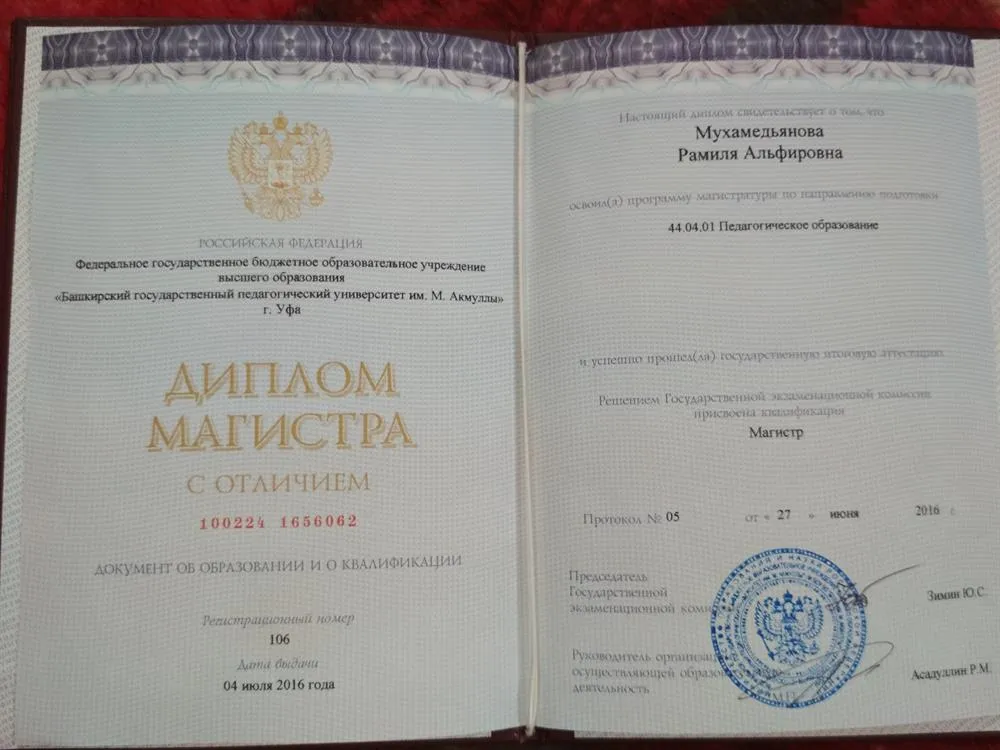 РОССИЙСКАЯ ФЕДЕРАЦИЯ
Федеральное государственное бюджетное образовательное учреждение
высшего образования
«Башкирский государственный педагогический университет им. М. Акмуллы»
г. Уфа
ДИПЛОМ
МАГИСТРА
С ОТЛИЧИЕМ
100224 1656062
ДОКУМЕНТ ОБ ОБРАЗОВАНИИ И О КВАЛИФИКАЦИИ
Регистрационный номер
106
Дата выдачи
04 июля 2016 года
Настоящий диплом свидетельствует о том, что
Мухамедьянова
Рамиля Альфировна
освоил(а) программу магистратуры по направлению подготовки
44.04.01 Педагогическое образование
и успешно прошел(ла) государственную итоговую аттестацию
Решением Государственной экзаменационной комиссии
присвоена квалификация
Магистр
Протокол № 05 от « 27 » июня 2016 г.
Председатель
Государственной
экзаменационной
Зимин Ю.С.
Руководитель
осуществляющей
деятельность
М.П.
Асадуллин Р.М.